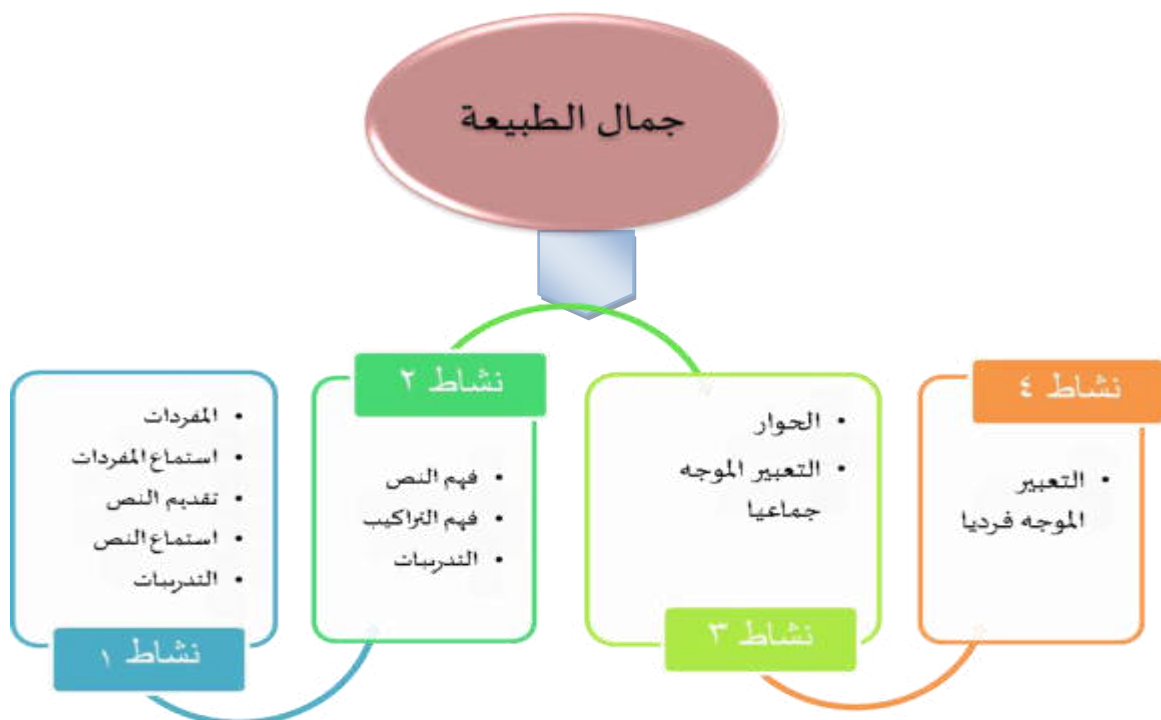 جمال الطبيعة
نشاط ١
• المفردات
• استماع المفردات
• تقديم النص
• استماع النص
• التدريبات
نشاط ٢
• فهم النص
• فهم التراكيب
• التدريبات
نشاط ٣
• الحوار
• التعبير الموجه
جماعيا
نشاط ٤
• التعبير
الموجه فرديا